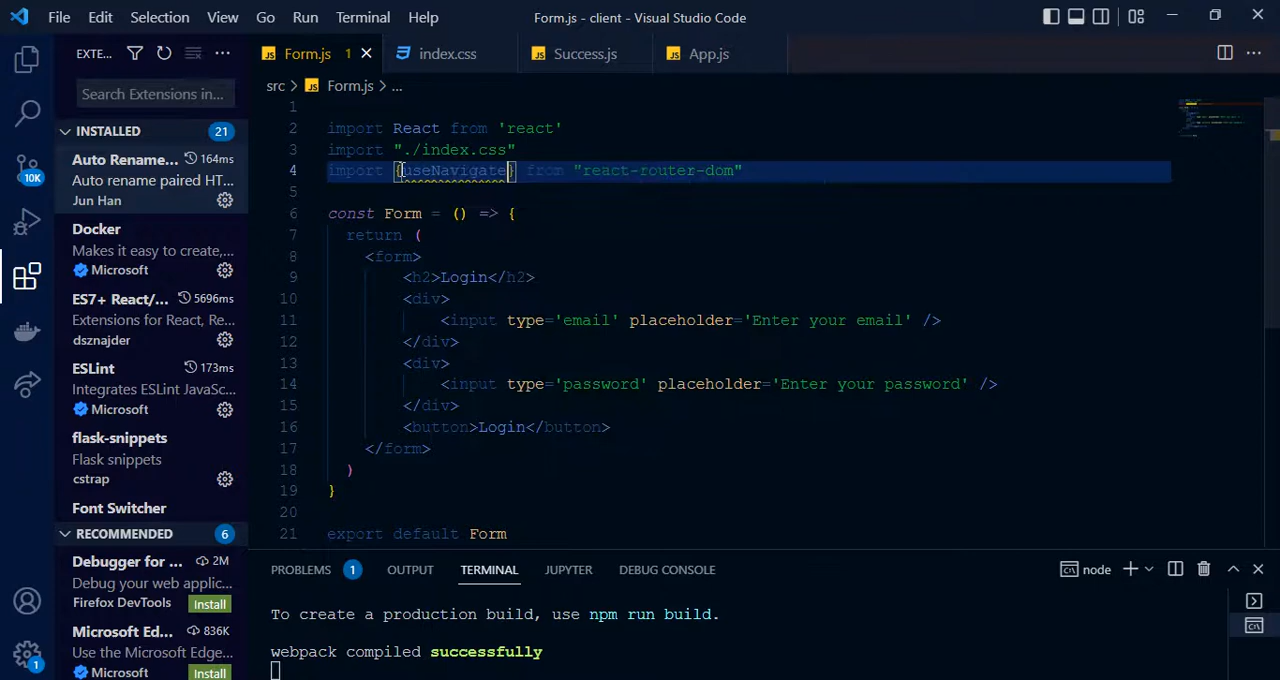 File Edit Selection View Go Run Terminal Help Form.js - client - Visual Studio Code
EXTE...
Search Extensions in...
INSTALLED 21
Auto Rename... 164ms
Auto rename paired HT...
Jun Han
Docker
Makes it easy to create,...
Microsoft
ES7+ React/... 5696ms
Extensions for React, Re...
dsznajder
ESLint 173ms
Integrates ESLint JavaSc...
Microsoft
flask-snippets
Flask snippets
cstrap
Font Switcher
RECOMMENDED 6
Debugger for ... 2M
Debug your web applic...
Firefox DevTools Install
Microsoft Ed... 836K
Use the Microsoft Edge...
Microsoft Install
10K
1
Form.js 1 index.css Success.js App.js
src > Form.js > ...
1
2 import React from 'react'
3 import "./index.css"
4 import {useNavigate} from "react-router-dom"
5
6 const Form = () => {
7 return (
8 <form>
9 <h2>Login</h2>
10 <div>
11 <input type='email' placeholder='Enter your email' />
12 </div>
13 <div>
14 <input type='password' placeholder='Enter your password' />
15 </div>
16 <button>Login</button>
17 </form>
18 )
19 }
20
21 export default Form
PROBLEMS 1 OUTPUT TERMINAL JUPYTER DEBUG CONSOLE node
To create a production build, use npm run build.
webpack compiled successfully